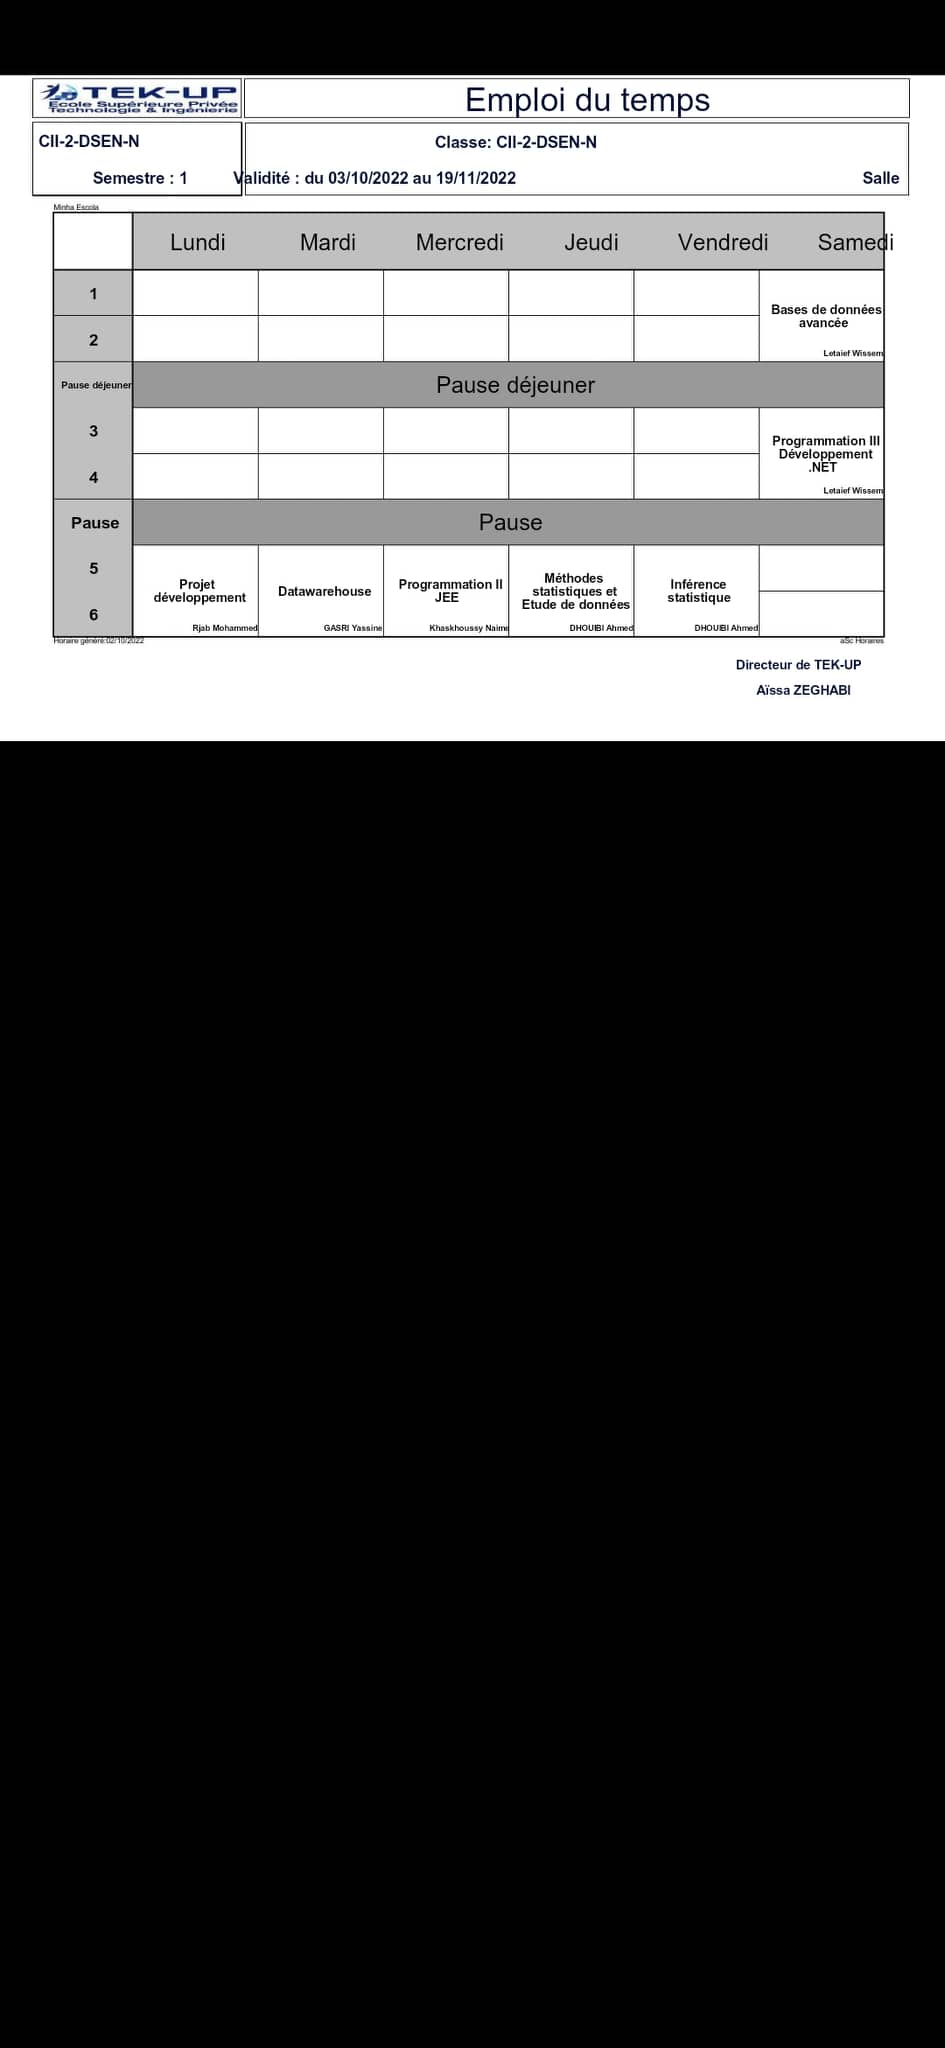 TEK-UP
Ecole Supérieure Privée
Technologie & Ingénierie
Emploi du temps
CII-2-DSEN-N
Classe: CII-2-DSEN-N
Semestre : 1
Validité : du 03/10/2022 au 19/11/2022
Salle
Minha Escola
Lundi Mardi Mercredi Jeudi Vendredi Samedi
1
2
Bases de données
avancée
Letaief Wissem
Pause déjeuner
Pause déjeuner
3
4
Programmation III
Développement
.NET
Letaief Wissem
Pause
Pause
5
6
Projet
développement
Rjab Mohammed
Datawarehouse
GASRI Yassine
Programmation II
JEE
Khaskhoussy Naime
Méthodes
statistiques et
Etude de données
DHOUIBI Ahmed
Inférence
statistique
DHOUIBI Ahmed
Horaire généré:02/10/2022
aSc Horaires
Directeur de TEK-UP
Aïssa ZEGHABI